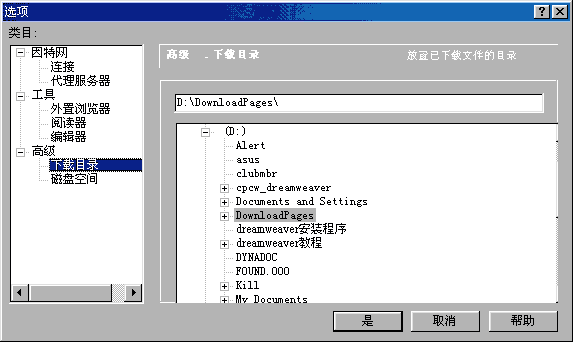 选项
类目:
因特网
连接
代理服务器
工具
外置浏览器
阅读器
编辑器
高级
下载目录
磁盘空间
高级 .下载目录
放置已下载文件的目录
D:\DownloadPages\
(D:)
Alert
asus
clubmbr
cpcw_dreamweaver
Documents and Settings
DownloadPages
dreamweaver安装程序
dreamweaver教程
DYNADOC
FOUND.000
Kill
My Documents
是
取消
帮助